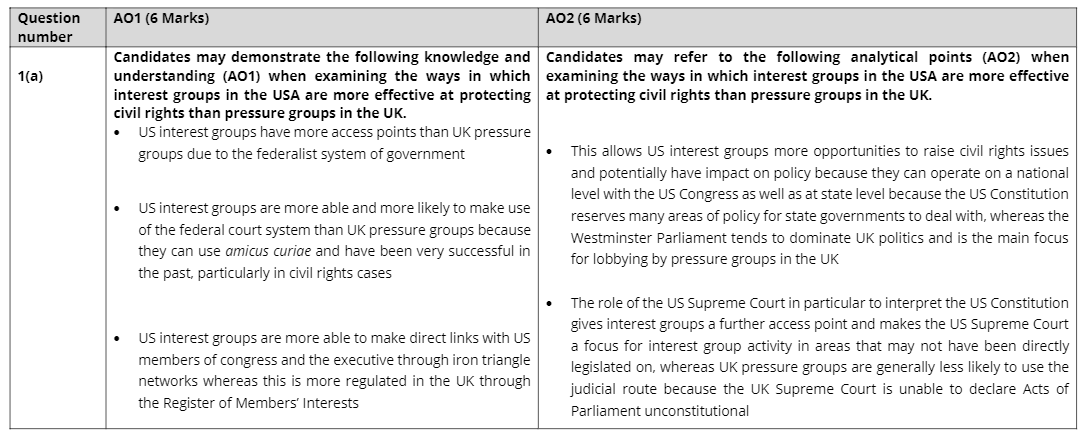 Question number
AO1 (6 Marks)
AO2 (6 Marks)
1(a)
Candidates may demonstrate the following knowledge and
understanding (AO1) when examining the ways in which
interest groups in the USA are more effective at protecting
civil rights than pressure groups in the UK.
• US interest groups have more access points than UK pressure
groups due to the federalist system of government
• US interest groups are more able and more likely to make use
of the federal court system than UK pressure groups because
they can use amicus curiae and have been very successful in
the past, particularly in civil rights cases
• US interest groups are more able to make direct links with US
members of congress and the executive through iron triangle
networks whereas this is more regulated in the UK through
the Register of Members’ Interests
Candidates may refer to the following analytical points (AO2) when
examining the ways in which interest groups in the USA are more effective
at protecting civil rights than pressure groups in the UK.
• This allows US interest groups more opportunities to raise civil rights issues
and potentially have impact on policy because they can operate on a national
level with the US Congress as well as at state level because the US Constitution
reserves many areas of policy for state governments to deal with, whereas the
Westminster Parliament tends to dominate UK politics and is the main focus
for lobbying by pressure groups in the UK
• The role of the US Supreme Court in particular to interpret the US Constitution
gives interest groups a further access point and makes the US Supreme Court
a focus for interest group activity in areas that may not have been directly
legislated on, whereas UK pressure groups are generally less likely to use the
judicial route because the UK Supreme Court is unable to declare Acts of
Parliament unconstitutional